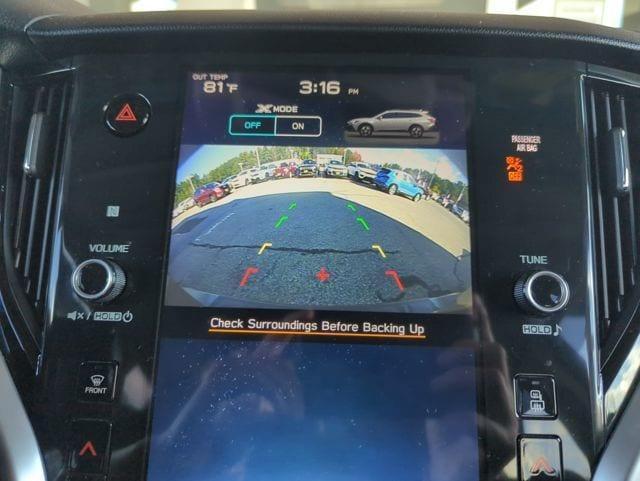 OUT TEMP
81°F
3:16 PM
X MODE
OFF ON
PASSENGER
AIR BAG
OFF
N
VOLUME
TUNE
/ HOLD
HOLD
Check Surroundings Before Backing Up
FRONT